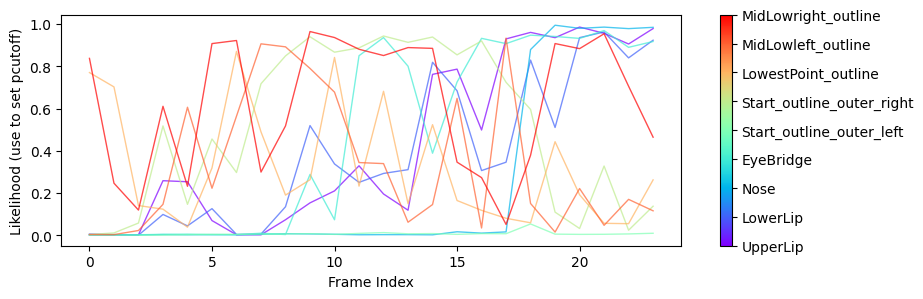 1.0
0.8
0.6
0.4
0.2
0.0
Likelihood (use to set pcutoff)
0
5
10
15
20
Frame Index
MidLowright_outline
MidLowleft_outline
LowestPoint_outline
Start_outline_outer_right
Start_outline_outer_left
EyeBridge
Nose
LowerLip
UpperLip